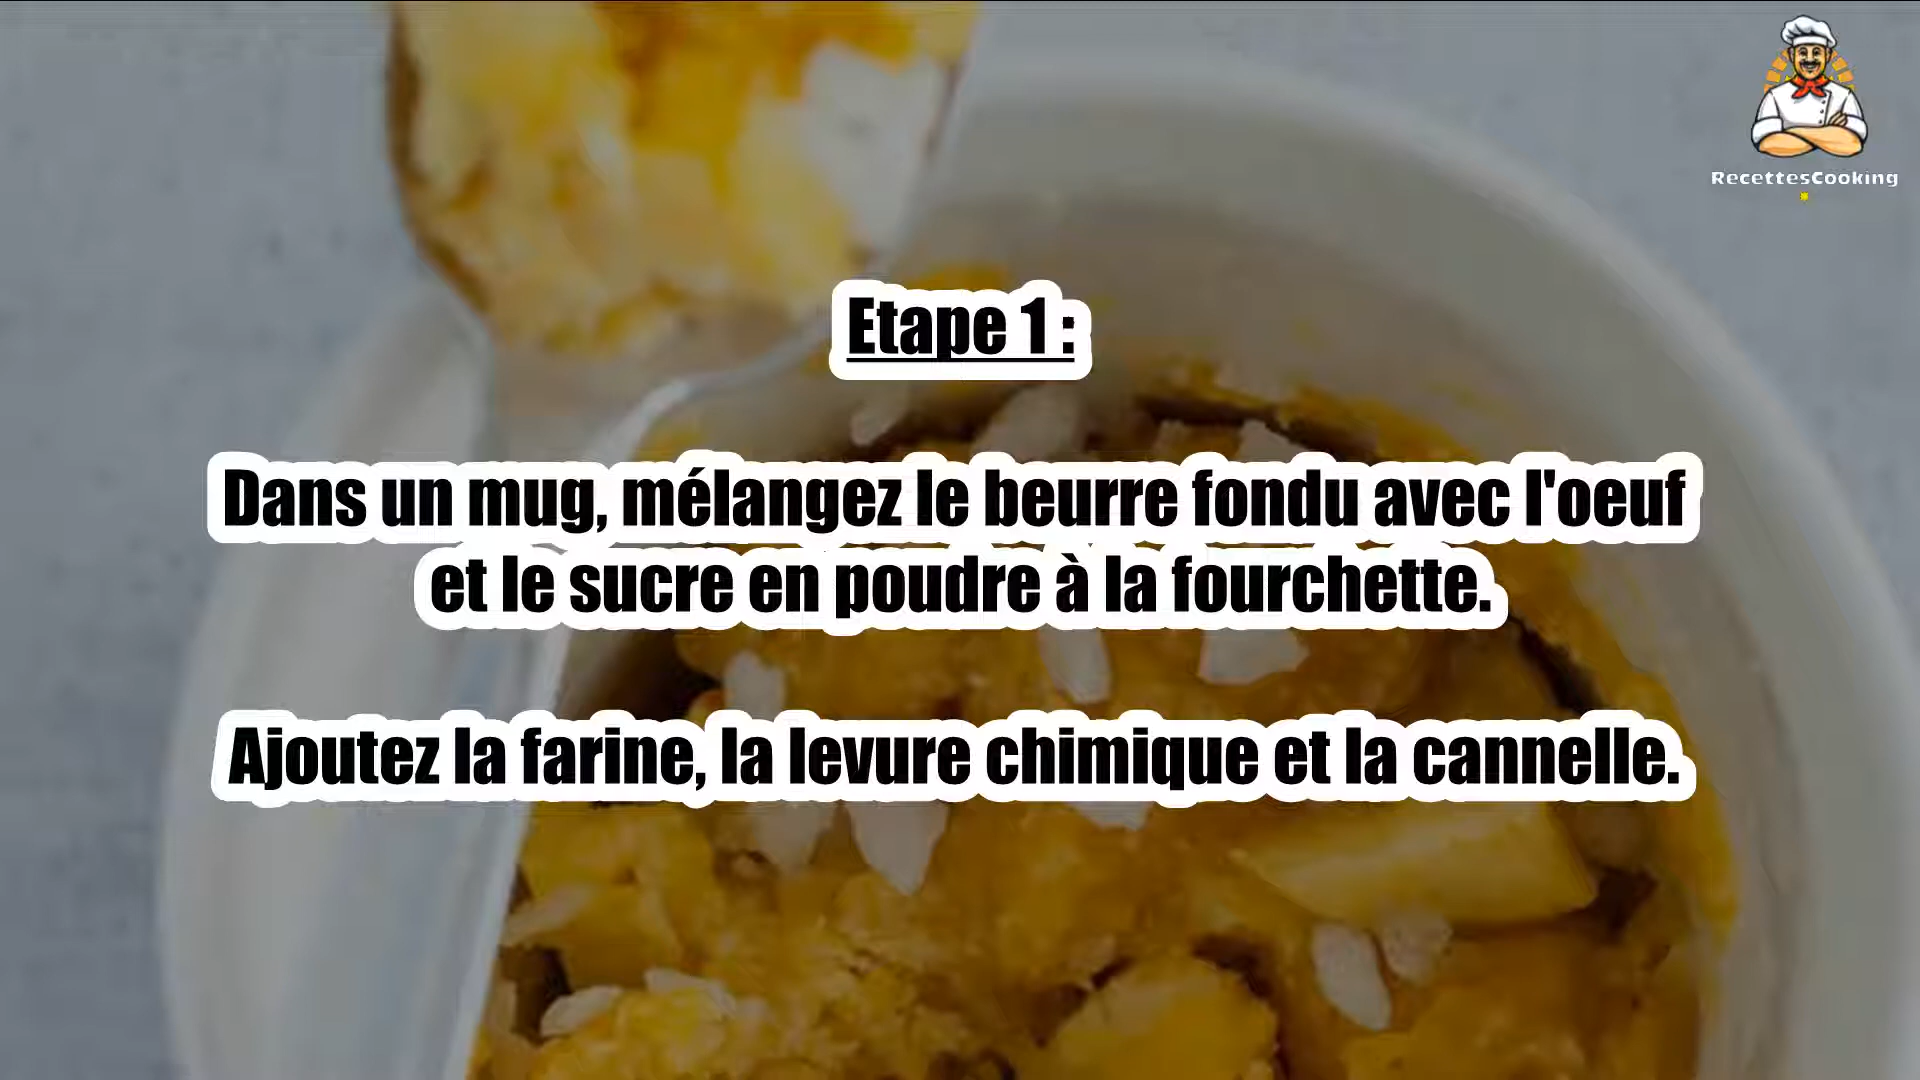 RecettesCooking
Etape 1 :
Dans un mug, mélangez le beurre fondu avec l'oeuf
et le sucre en poudre à la fourchette.
Ajoutez la farine, la levure chimique et la cannelle.